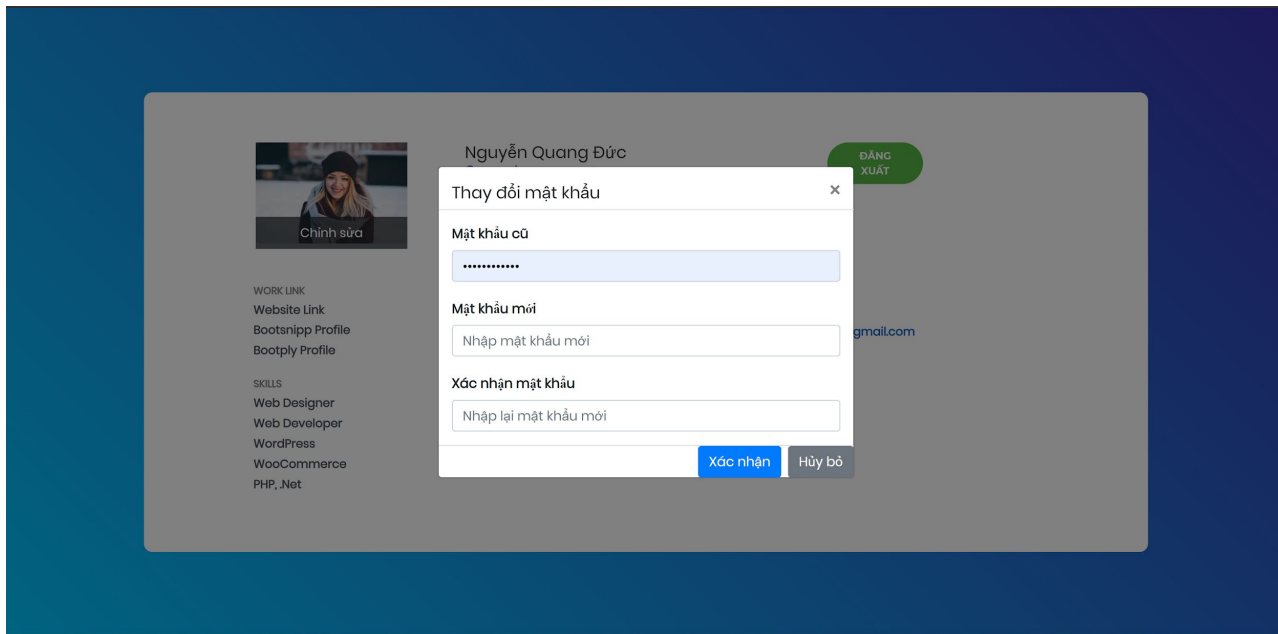 Nguyễn Quang Đức
ĐĂNG
XUẤT
Thay đổi mật khẩu
×
Chỉnh sửa
Mật khẩu cũ
••••••••••••
WORK LINK
Website Link
Bootsnipp Profile
Bootply Profile
Mật khẩu mới
Nhập mật khẩu mới
gmail.com
SKILLS
Web Designer
Web Developer
WordPress
WooCommerce
PHP, .Net
Xác nhận mật khẩu
Nhập lại mật khẩu mới
Xác nhận
Hủy bỏ